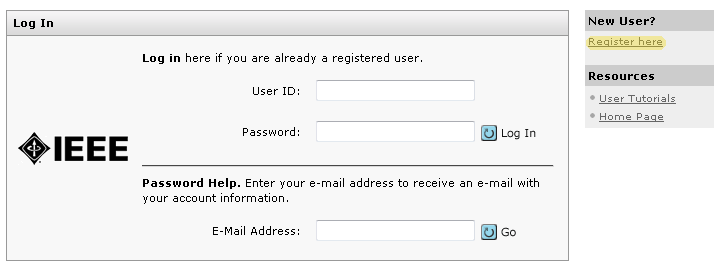 Log In
Log in here if you are already a registered user.
User ID:
Password:
Log In
IEEE
Password Help. Enter your e-mail address to receive an e-mail with
your account information.
E-Mail Address:
Go
New User?
Register here
Resources
User Tutorials
Home Page